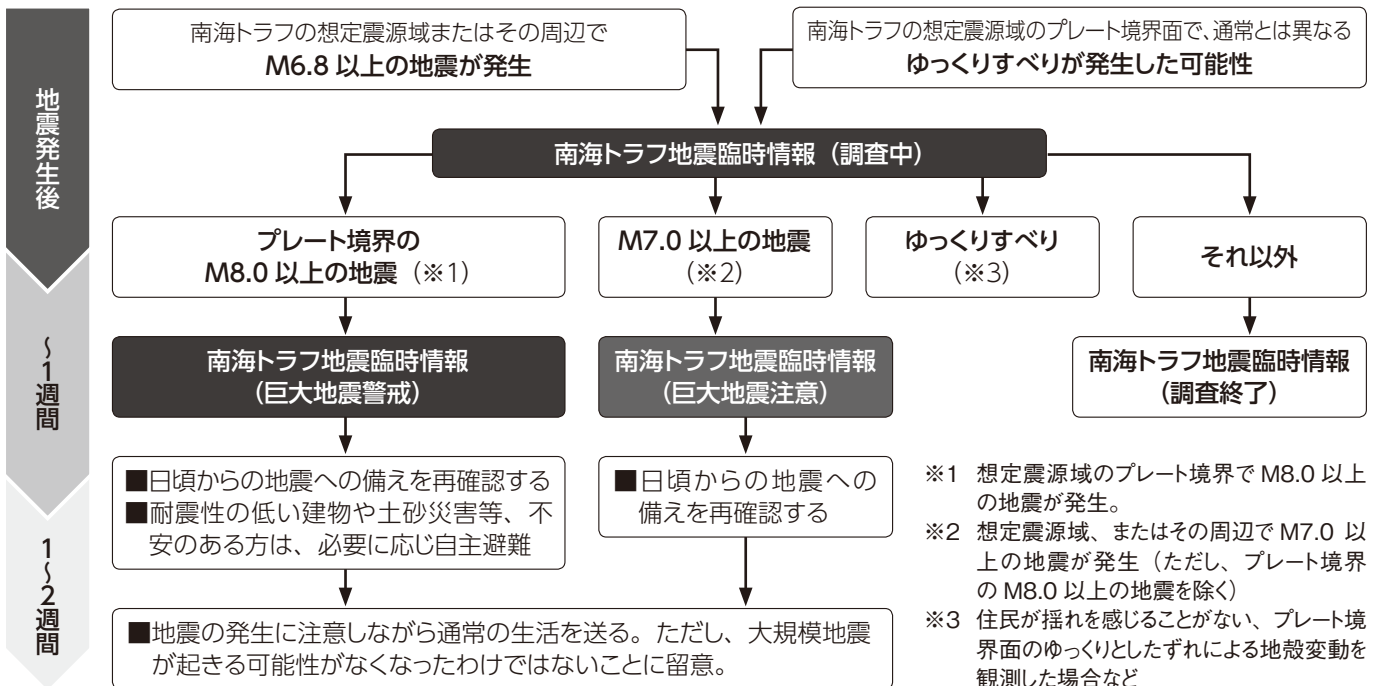 南海トラフの想定震源域またはその周辺で
M6.8 以上の地震が発生
南海トラフの想定震源域のプレート境界面で、通常とは異なる
ゆっくりすべりが発生した可能性
地震発生後
南海トラフ地震臨時情報（調査中）
プレート境界の
M8.0 以上の地震（※1）
M7.0 以上の地震
（※2）
ゆっくりすべり
（※3）
それ以外
～1週間
南海トラフ地震臨時情報
（巨大地震警戒）
南海トラフ地震臨時情報
（巨大地震注意）
南海トラフ地震臨時情報
（調査終了）
■日頃からの地震への備えを再確認する
■耐震性の低い建物や土砂災害等、不
安のある方は、必要に応じ自主避難
■日頃からの地震への
備えを再確認する
1～2週間
■地震の発生に注意しながら通常の生活を送る。ただし、大規模地震
が起きる可能性がなくなったわけではないことに留意。
※1 想定震源域のプレート境界で M8.0 以上
の地震が発生。
※2 想定震源域、またはその周辺で M7.0 以
上の地震が発生（ただし、プレート境界
の M8.0 以上の地震を除く）
※3 住民が揺れを感じることがない、プレート境
界面のゆっくりとしたずれによる地殻変動を
観測した場合など